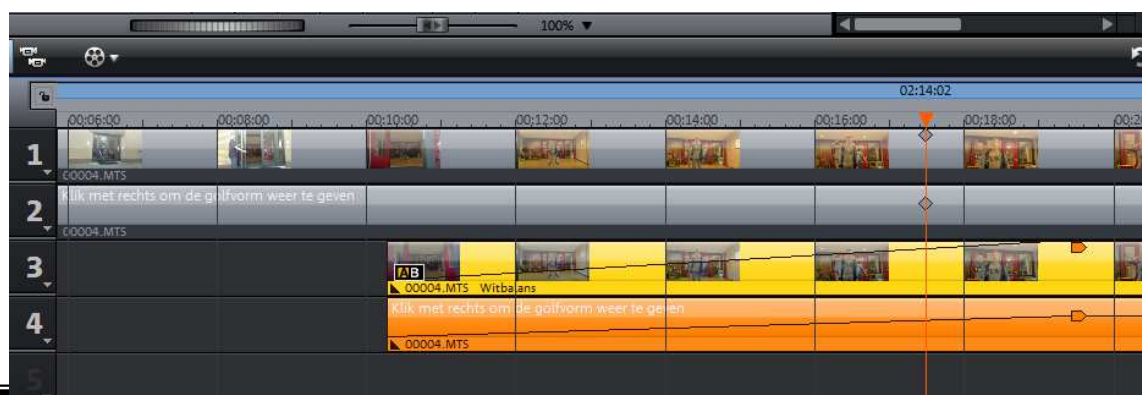 100%
02:14:02
00:06:00 00:08:00 00:10:00 00:12:00 00:14:00 00:16:00 00:18:00 00:2
1
00004.MTS
Klik met rechts om de golfvorm weer te geven
2
00004.MTS
3
AB
00004.MTS Witbalans
Klik met rechts om de golfvorm weer te geven
4
00004.MTS
5